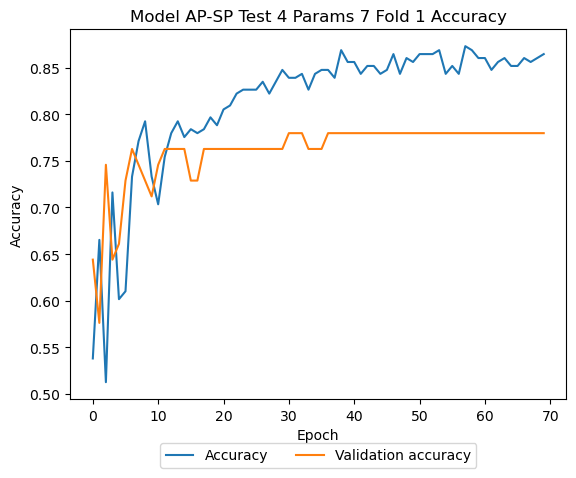 Model AP-SP Test 4 Params 7 Fold 1 Accuracy
0.85
0.80
0.75
0.70
0.65
0.60
0.55
0.50
Accuracy
0 10 20 30 40 50 60 70
Epoch
Accuracy Validation accuracy